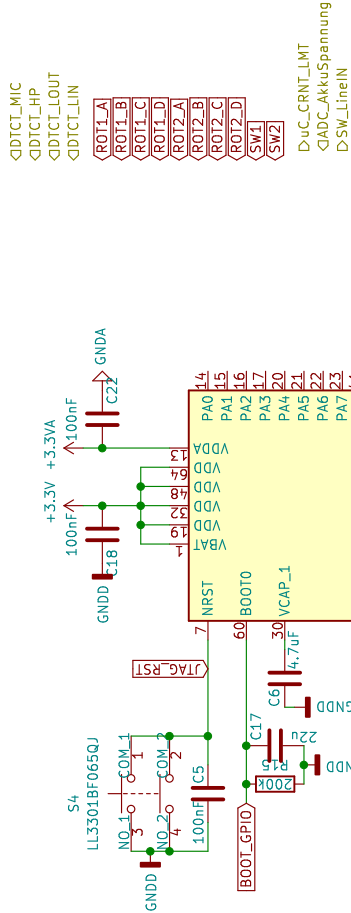 DTCT_MIC
DTCT_HP
DTCT_LOUT
DTCT_LIN
ROT1_A
ROT1_B
ROT1_C
ROT1_D
ROT2_A
ROT2_B
ROT2_C
ROT2_D
SW1
SW2
uC_CRNT_LMT
ADC_AkkuSpannung
SW_LineIN
GNDA
C22
100nF
+3.3VA
+3.3V
100nF
C18
GNDD
14 PA0
15 PA1
16 PA2
17 PA3
20 PA4
21 PA5
22 PA6
23 PA7
13 VDDA
64 VDD
48 VDD
32 VDD
19 VDD
1 VBAT
7 NRST
60 BOOT0
30 VCAP_1
JTAG_RST
4.7uF
C6
GNDD
C17
22u
R15
200k
GNDD
BOOT_GPIO
S4
LL3301BF065QJ
COM_1
1
COM_2
2
NO_1
3
NO_2
4
C5
100nF
GNDD